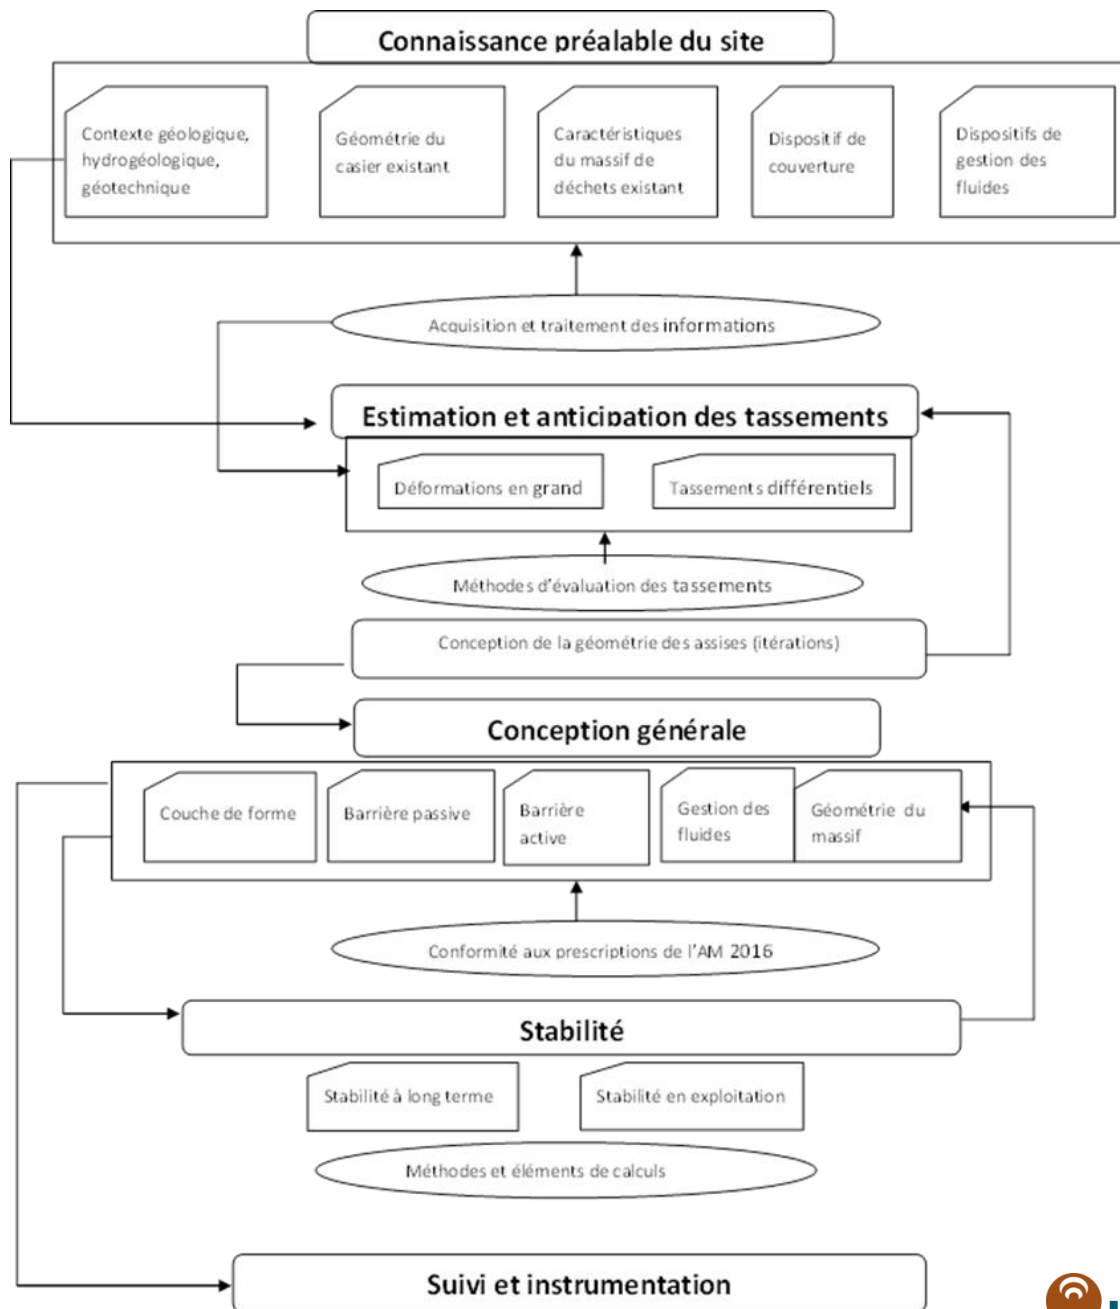 Connaissance préalable du site
Contexte géologique,
hydrogéologique,
géotechnique
Géométrie du
casier existant
Caractéristiques
du massif de
déchets existant
Dispositif de
couverture
Dispositifs de
gestion des
fluides
Acquisition et traitement des informations
Estimation et anticipation des tassements
Déformations en grand
Tassements différentiels
Méthodes d'évaluation des tassements
Conception de la géométrie des assises (itérations)
Conception générale
Couche de forme
Barrière passive
Barrière
active
Gestion des
fluides
Géométrie du
massif
Conformité aux prescriptions de l'AM 2016
Stabilité
Stabilité à long terme
Stabilité en exploitation
Méthodes et éléments de calculs
Suivi et instrumentation